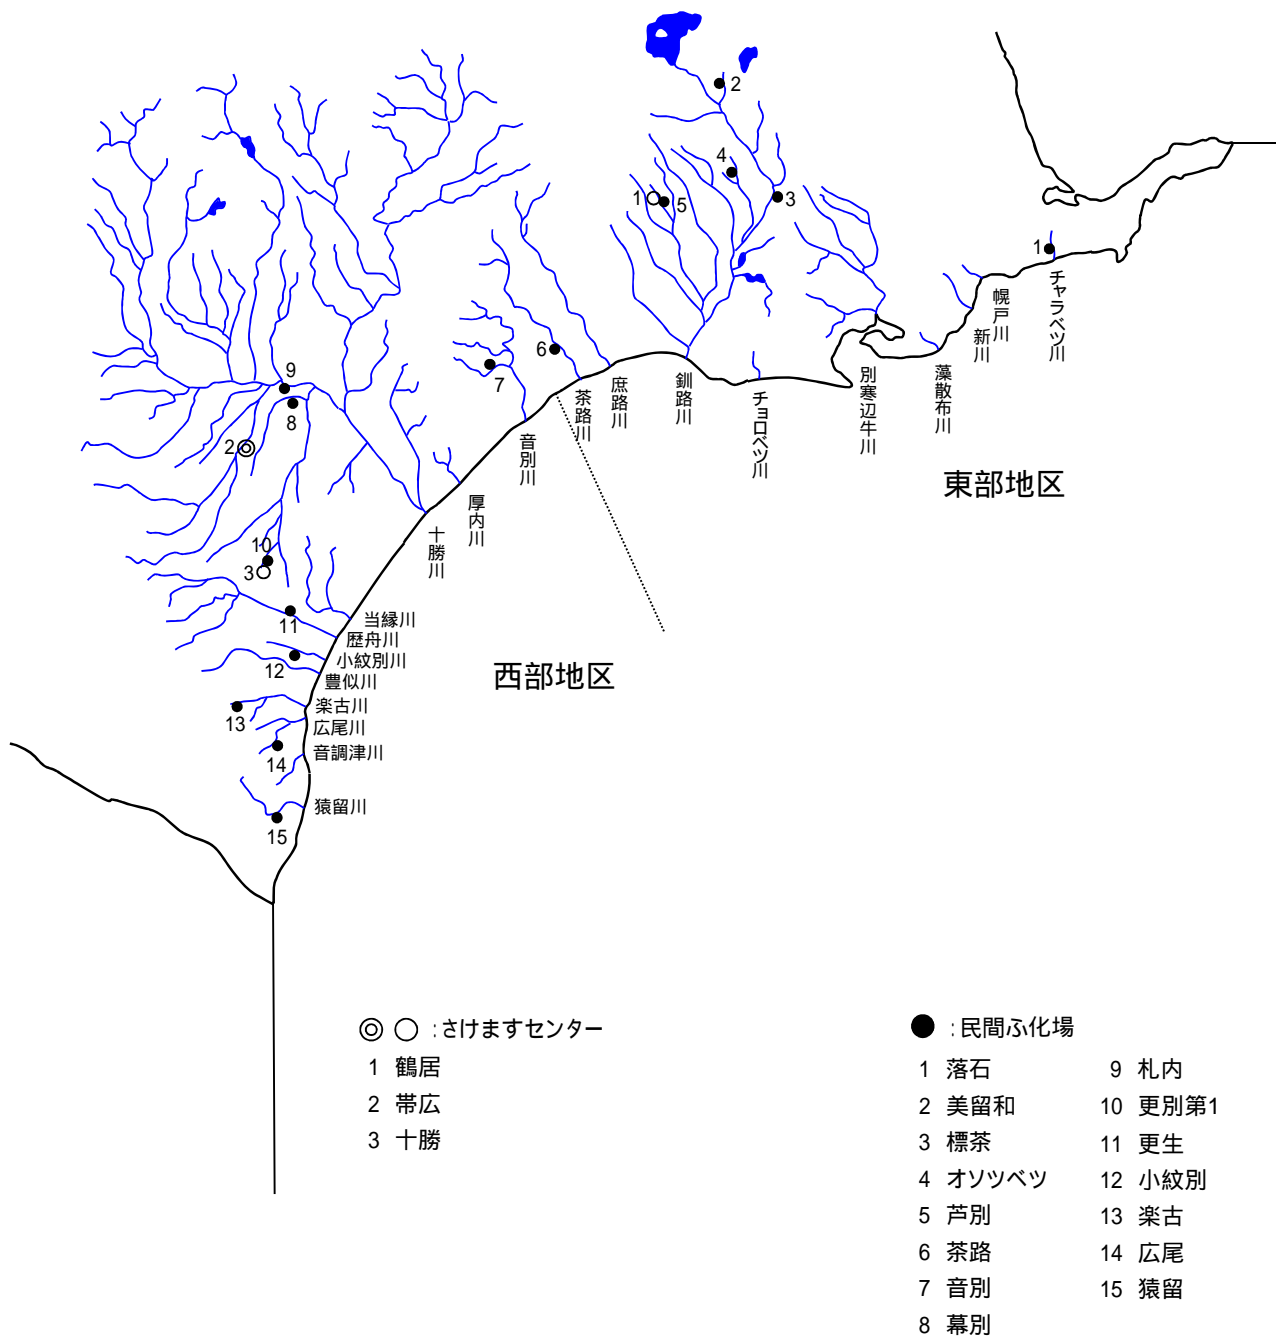 2
4
1
5
3
1
チャラベツ川
幌戸川
新川
藻散布川
別寒辺牛川
チョロベツ川
釧路川
庶路川
茶路川
6
7
音別川
9
8
2
厚内川
十勝川
東部地区
10
3
11
当縁川
歴舟川
12
小紋別川
豊似川
西部地区
13
楽古川
広尾川
14
音調津川
15
猿留川
◎ ○ :さけますセンター
1 鶴居
2 帯広
3 十勝
● :民間ふ化場
1 落石
2 美留和
3 標茶
4 オソツベツ
5 芦別
6 茶路
7 音別
8 幕別
9 札内
10 更別第1
11 更生
12 小紋別
13 楽古
14 広尾
15 猿留